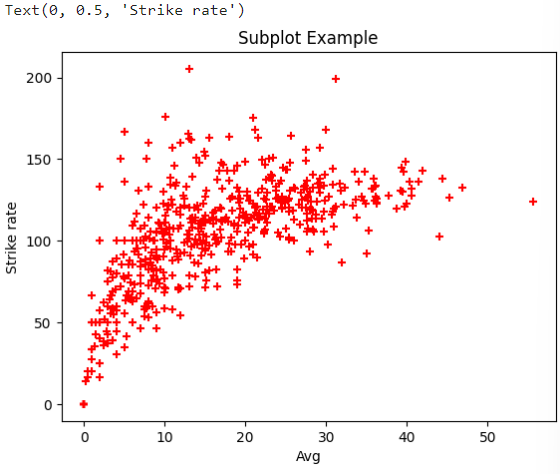 Text(0, 0.5, 'Strike rate')
Subplot Example
200
150
100
50
0
Strike rate
0 10 20 30 40 50
Avg